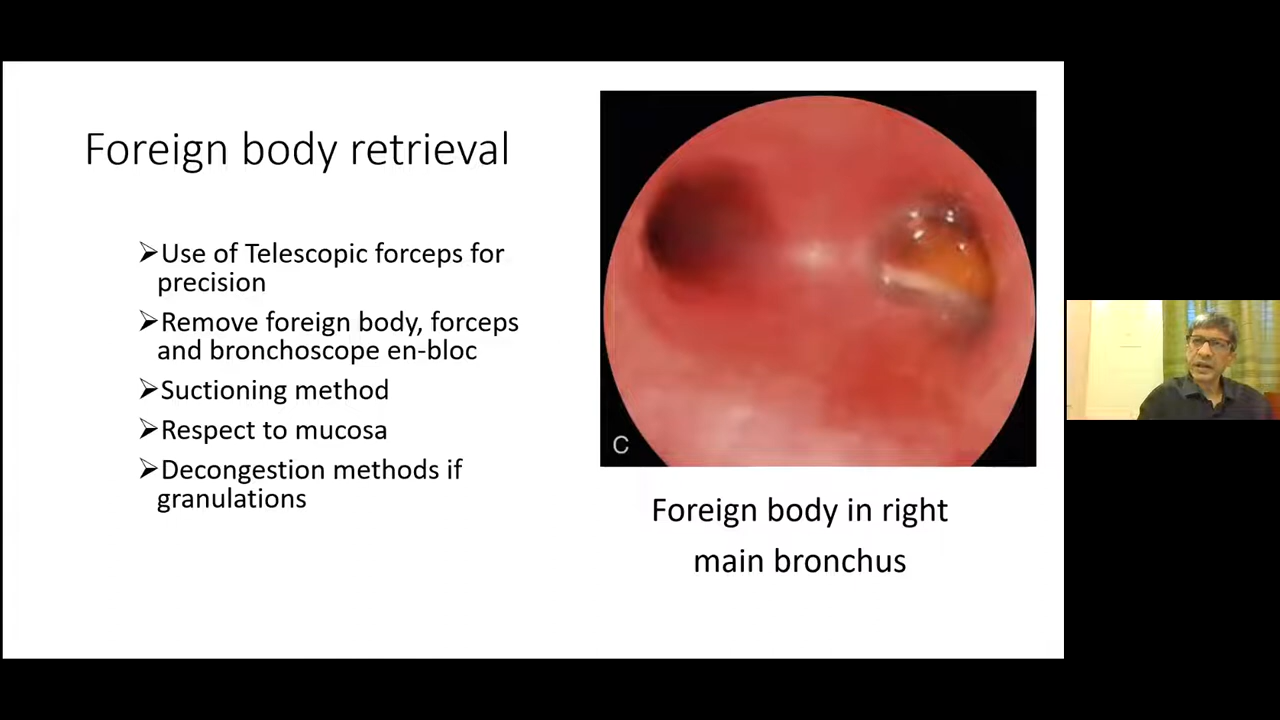 Foreign body retrieval
➢Use of Telescopic forceps for
precision
➢Remove foreign body, forceps
and bronchoscope en-bloc
➢Suctioning method
➢Respect to mucosa
➢Decongestion methods if
granulations
C
Foreign body in right
main bronchus